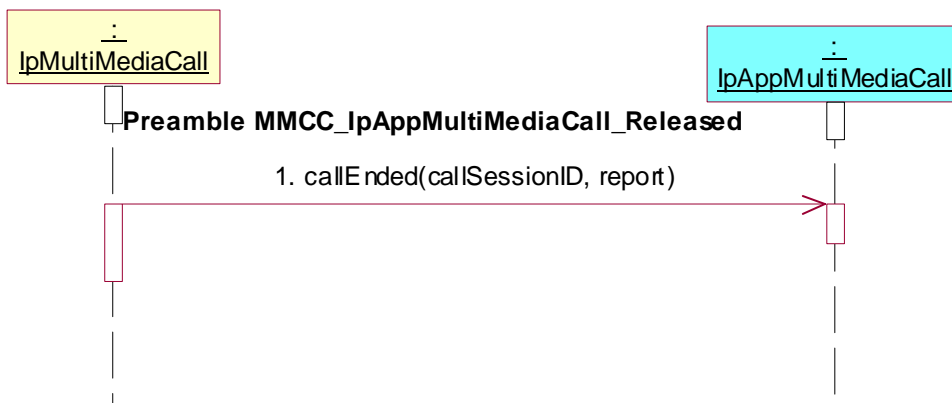 :
IpMultiMediaCall
:
IpAppMultiMediaCall
Preamble MMCC_IpAppMultiMediaCall_Released
1. callEnded(callSessionID, report)